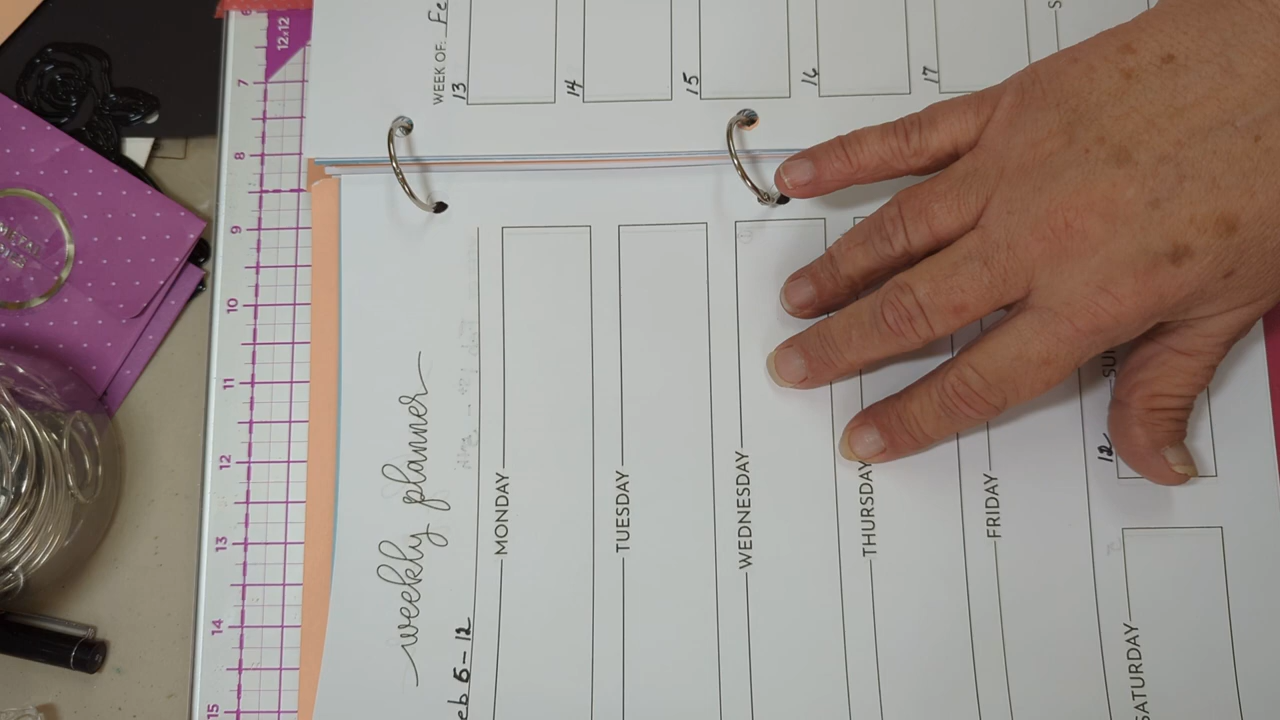 12x12
7
8
9
10
11
12
13
14
15
WEEK OF: Fe
13
14
15
16
17
S
weekly planner
eb 5-12
MONDAY
TUESDAY
WEDNESDAY
THURSDAY
FRIDAY
SATURDAY
12
SU